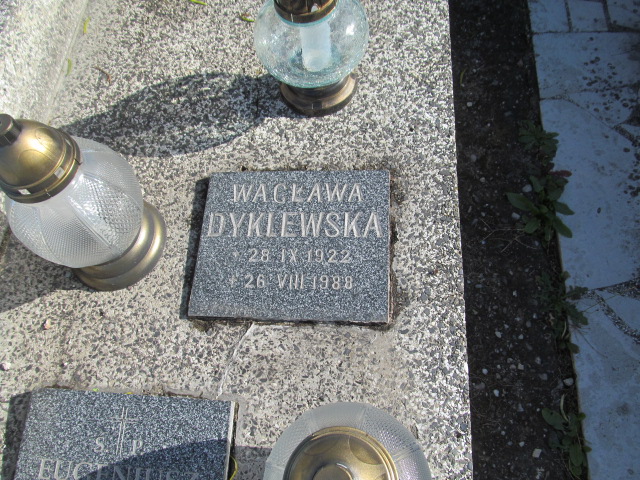 WACŁAWA
DYKLEWSKA
* 28 IX 1922
+ 26 VIII 1988
S P